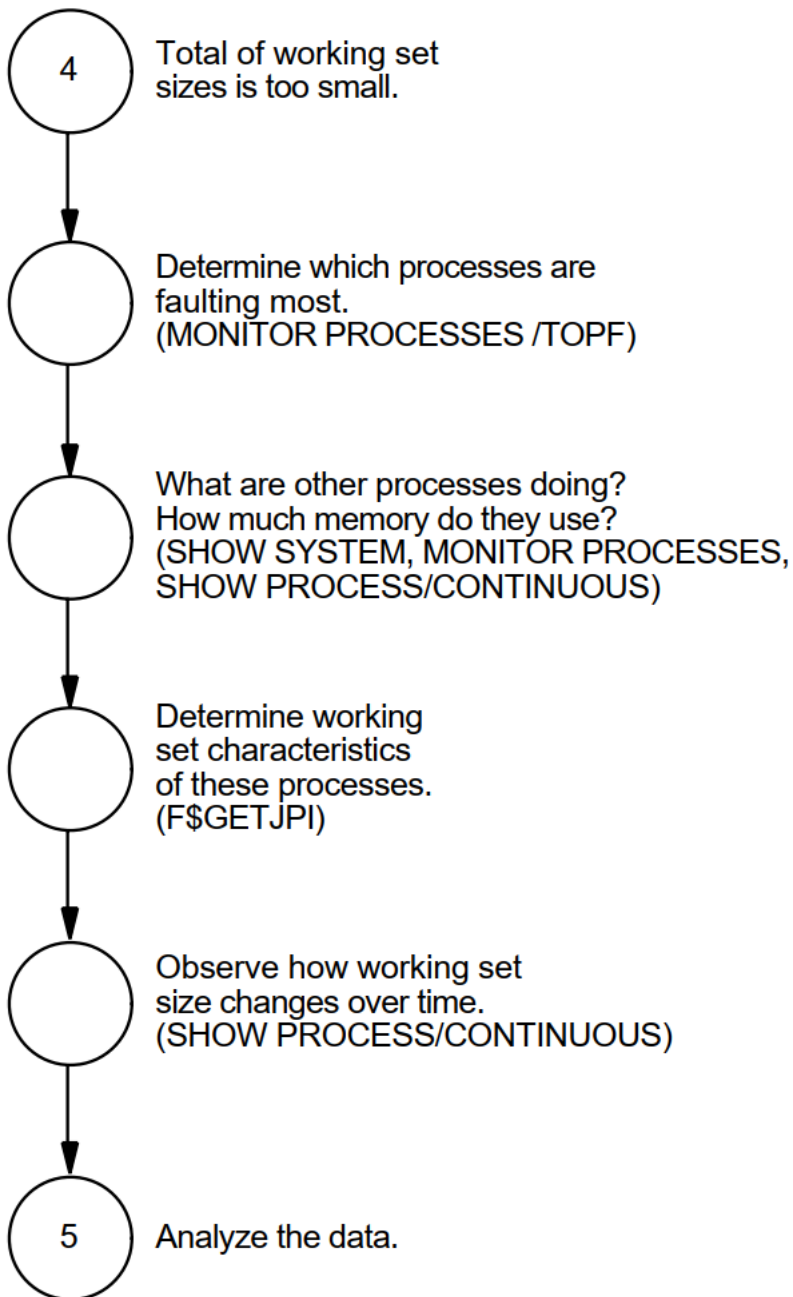 4
Total of working set
sizes is too small.
Determine which processes are
faulting most.
(MONITOR PROCESSES /TOPF)
What are other processes doing?
How much memory do they use?
(SHOW SYSTEM, MONITOR PROCESSES,
SHOW PROCESS/CONTINUOUS)
Determine working
set characteristics
of these processes.
(F$GETJPI)
Observe how working set
size changes over time.
(SHOW PROCESS/CONTINUOUS)
5
Analyze the data.